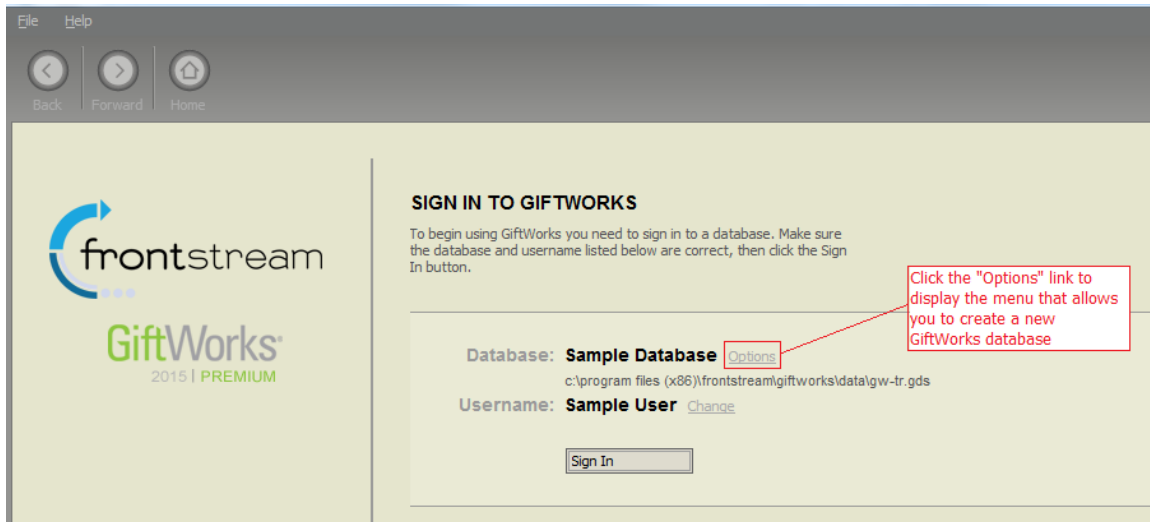 File Help
Back Forward Home
frontstream
GiftWorks®
2015 | PREMIUM
SIGN IN TO GIFTWORKS
To begin using GiftWorks you need to sign in to a database. Make sure
the database and username listed below are correct, then click the Sign
In button.
Click the "Options" link to
display the menu that allows
you to create a new
GiftWorks database
Database: Sample Database Options
c:\program files (x86)\frontstream\giftworks\data\gw-tr.gds
Username: Sample User Change
Sign In